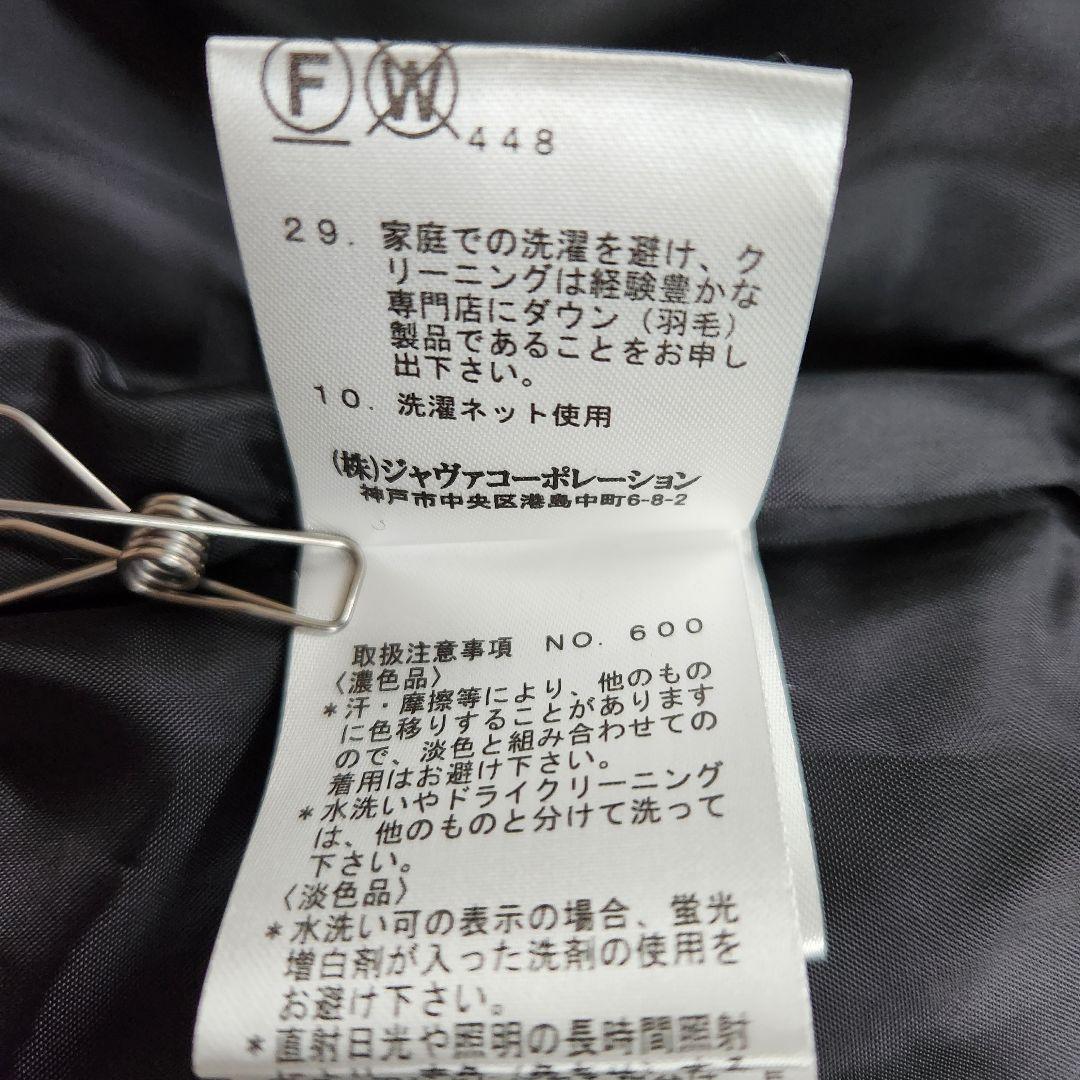 F W 448
29. 家庭での洗濯を避け、ク
リーニングは経験豊かな
専門店にダウン（羽毛）
製品であることをお申し
出下さい。
10. 洗濯ネット使用
(株)ジャヴァコーポレーション
神戸市中央区港島中町6-8-2
取扱注意事項 NO. 600
〈濃色品〉
*汗・摩擦等により、他のもの
に色移りすることがあります
ので、淡色と組み合わせての
着用はお避け下さい。
*水洗いやドライクリーニング
は、他のものと分けて洗って
下さい。
〈淡色品〉
*水洗い可の表示の場合、蛍光
増白剤が入った洗剤の使用を
お避け下さい。
*直射日光や照明の長時間照射